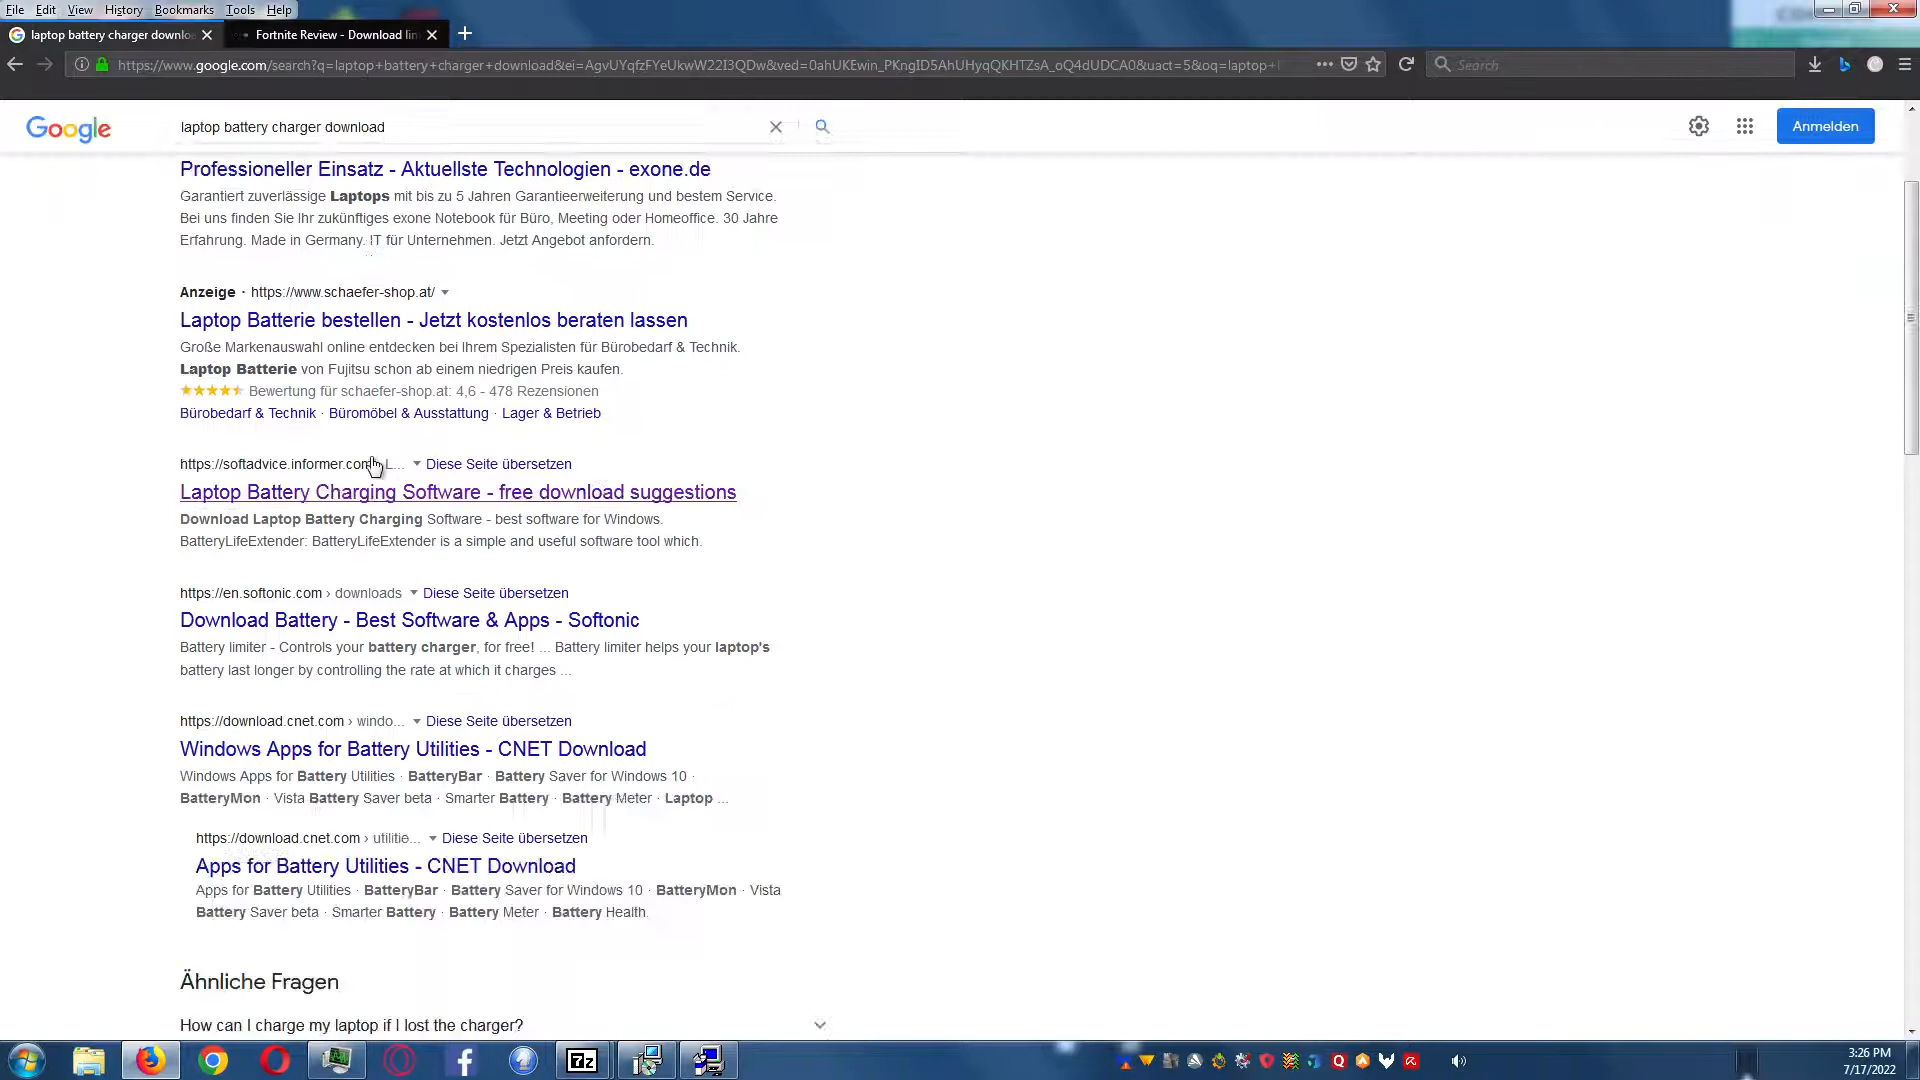 File Edit View History Bookmarks Tools Help
laptop battery charger downlo
Fortnite Review - Download lin
https://www.google.com/search?q=laptop+battery+charger+download&ei=AgvUYqfzFYeUkwW22I3QDw&ved=0ahUKEwin_PKngID5AhUHyqQKHTZsA_oQ4dUDCA0&uact=5&oq=laptop+
Search
Google
laptop battery charger download
Anmelden
Professioneller Einsatz - Aktuellste Technologien - exone.de
Garantiert zuverlässige Laptops mit bis zu 5 Jahren Garantieerweiterung und bestem Service.
Bei uns finden Sie Ihr zukünftiges exone Notebook für Büro, Meeting oder Homeoffice. 30 Jahre
Erfahrung. Made in Germany. IT für Unternehmen. Jetzt Angebot anfordern.
Anzeige · https://www.schaefer-shop.at/
Laptop Batterie bestellen - Jetzt kostenlos beraten lassen
Große Markenauswahl online entdecken bei Ihrem Spezialisten für Bürobedarf & Technik.
Laptop Batterie von Fujitsu schon ab einem niedrigen Preis kaufen.
Bewertung für schaefer-shop.at: 4,6 - 478 Rezensionen
Bürobedarf & Technik · Büromöbel & Ausstattung · Lager & Betrieb
https://softadvice.informer.com L... Diese Seite übersetzen
Laptop Battery Charging Software - free download suggestions
Download Laptop Battery Charging Software - best software for Windows.
BatteryLifeExtender: BatteryLifeExtender is a simple and useful software tool which.
https://en.softonic.com › downloads Diese Seite übersetzen
Download Battery - Best Software & Apps - Softonic
Battery limiter - Controls your battery charger, for free! ... Battery limiter helps your laptop's
battery last longer by controlling the rate at which it charges ...
https://download.cnet.com › windo... Diese Seite übersetzen
Windows Apps for Battery Utilities - CNET Download
Windows Apps for Battery Utilities · BatteryBar · Battery Saver for Windows 10 ·
BatteryMon · Vista Battery Saver beta · Smarter Battery · Battery Meter · Laptop ...
https://download.cnet.com › utilitie... Diese Seite übersetzen
Apps for Battery Utilities - CNET Download
Apps for Battery Utilities · BatteryBar · Battery Saver for Windows 10 · BatteryMon · Vista
Battery Saver beta · Smarter Battery · Battery Meter · Battery Health.
Ähnliche Fragen
How can I charge my laptop if I lost the charger?
7z
3:26 PM
7/17/2022